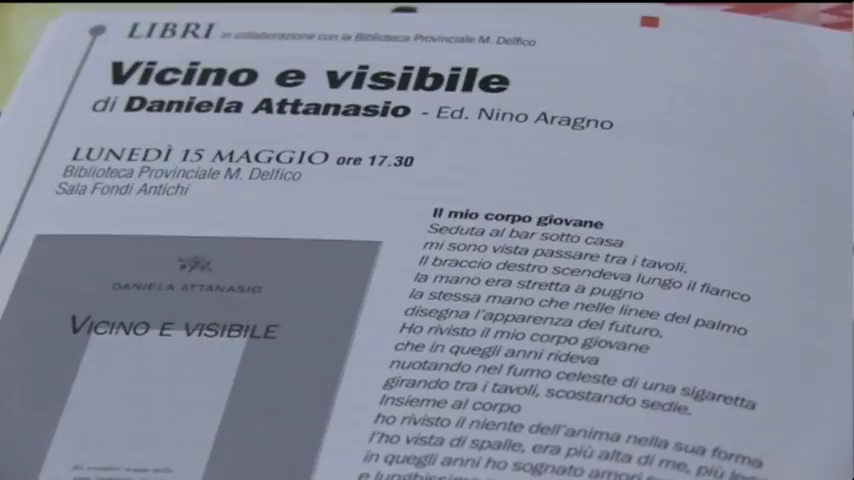 LIBRI in collaborazione con la Biblioteca Provinciale M. Delfico
Vicino e visibile
di Daniela Attanasio - Ed. Nino Aragno
LUNEDÌ 15 MAGGIO ore 17.30
Biblioteca Provinciale M. Delfico
Sala Fondi Antichi
DANIELA ATTANASIO
VICINO E VISIBILE
Il mio corpo giovane
Seduta al bar sotto casa
mi sono vista passare tra i tavoli.
Il braccio destro scendeva lungo il fianco
la mano era stretta a pugno
la stessa mano che nelle linee del palmo
disegna l'apparenza del futuro.
Ho rivisto il mio corpo giovane
che in quegli anni rideva
nuotando nel fumo celeste di una sigaretta
girando tra i tavoli, scostando sedie.
Insieme al corpo
ho rivisto il niente dell'anima nella sua forma
l'ho vista di spalle, era più alta di me, più
in quegli anni ho sognato amori